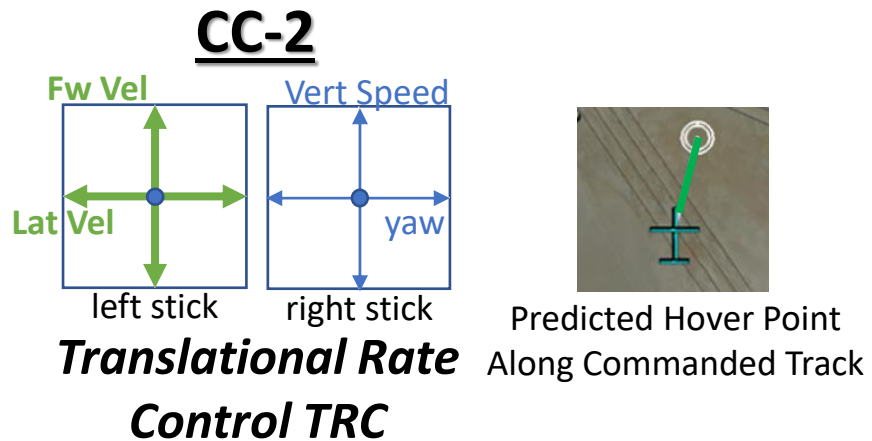 CC-2
Fw Vel
Vert Speed
Lat Vel
yaw
left stick
right stick
Translational Rate
Control TRC
Predicted Hover Point
Along Commanded Track